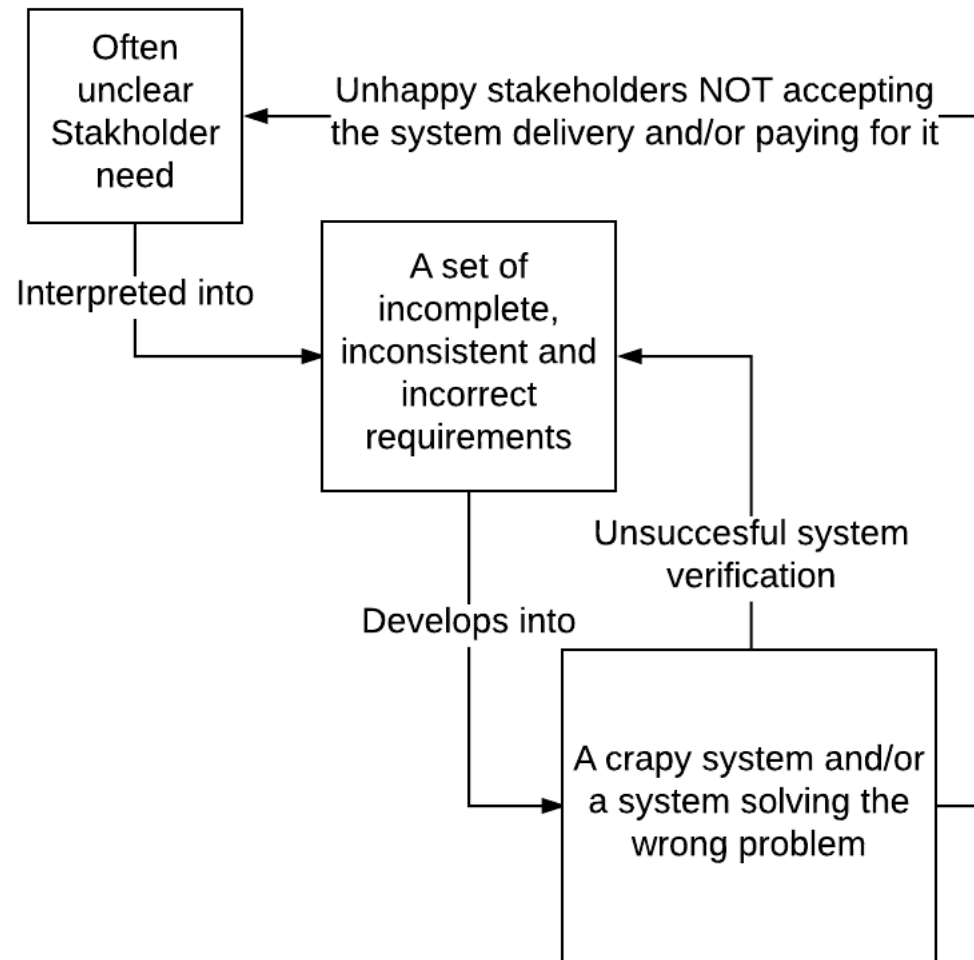 Often
unclear
Stakholder
need
Unhappy stakeholders NOT accepting
the system delivery and/or paying for it
Interpreted into
A set of
incomplete,
inconsistent and
incorrect
requirements
Unsuccesful system
verification
Develops into
A crapy system and/or
a system solving the
wrong problem